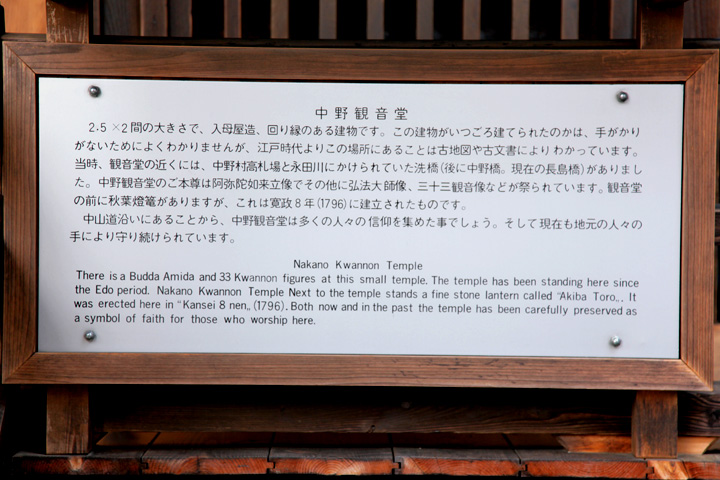 中野観音堂
2.5×2間の大きさで、入母屋造、回り縁のある建物です。この建物がいつごろ建てられたのかは、手がかり
がないためによくわかりませんが、江戸時代よりこの場所にあることは古地図や古文書によりわかっています。
当時、観音堂の近くには、中野村高札場と永田川にかけられていた洗橋(後に中野橋。現在の長島橋)がありまし
た。中野観音堂のご本尊は阿弥陀如来立像でその他に弘法大師像、三十三観音像などが祭られています。観音堂
の前に秋葉燈篭がありますが、これは寛政8年(1796)に建立されたものです。
中山道沿いにあることから、中野観音堂は多くの人々の信仰を集めた事でしょう。そして現在も地元の人々の
手により守り続けられています。
Nakano Kwannon Temple
There is a Budda Amida and 33 Kwannon figures at this small temple. The temple has been standing here since
the Edo period. Nakano Kwannon Temple Next to the temple stands a fine stone lantern called "Akiba Toro„. It
was erected here in "Kansei 8 nen„ (1796). Both now and in the past the temple has been carefully preserved as
a symbol of faith for those who worship here.